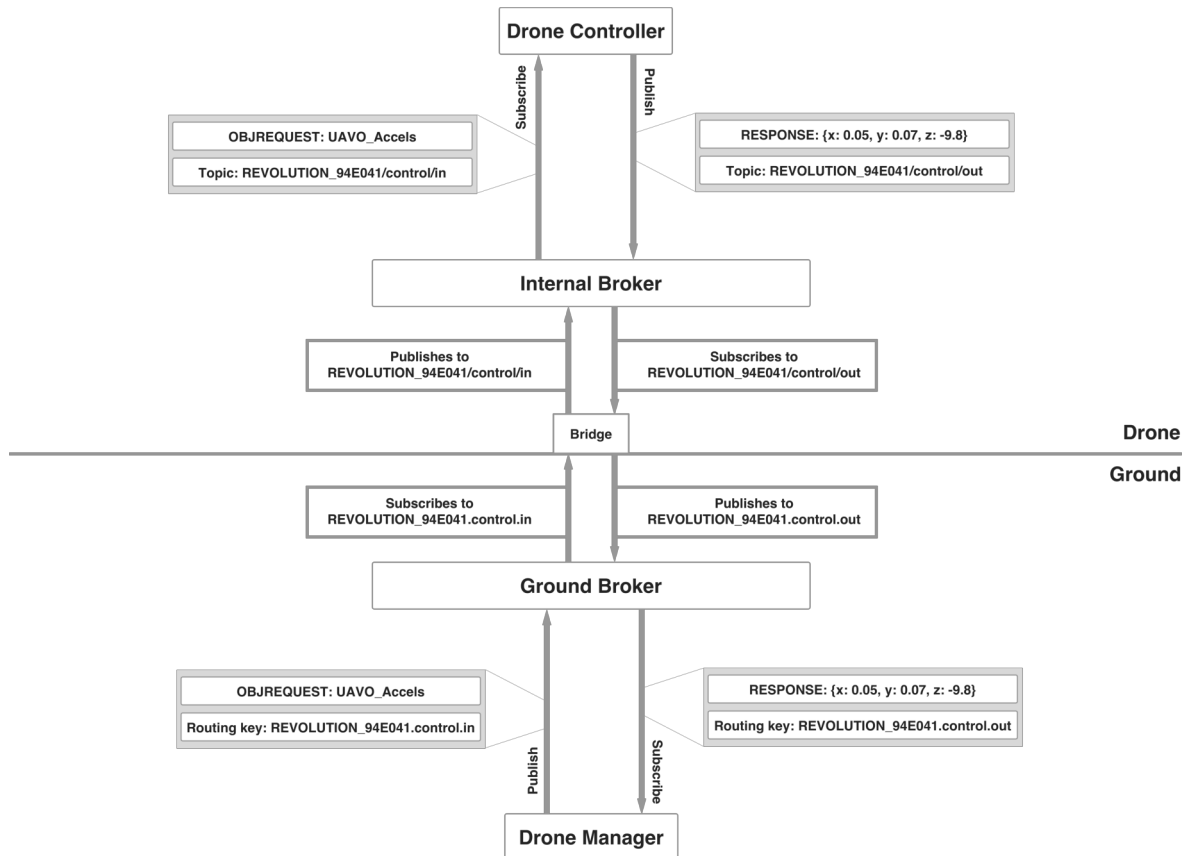 Drone Controller
Subscribe
Publish
OBJREQUEST: UAVO_Accels
Topic: REVOLUTION_94E041/control/in
RESPONSE: {x: 0.05, y: 0.07, z: -9.8}
Topic: REVOLUTION_94E041/control/out
Internal Broker
Publishes to
REVOLUTION_94E041/control/in
Subscribes to
REVOLUTION_94E041/control/out
Bridge
Drone
Ground
Subscribes to
REVOLUTION_94E041.control.in
Publishes to
REVOLUTION_94E041.control.out
Ground Broker
OBJREQUEST: UAVO_Accels
Routing key: REVOLUTION_94E041.control.in
RESPONSE: {x: 0.05, y: 0.07, z: -9.8}
Routing key: REVOLUTION_94E041.control.out
Publish
Subscribe
Drone Manager